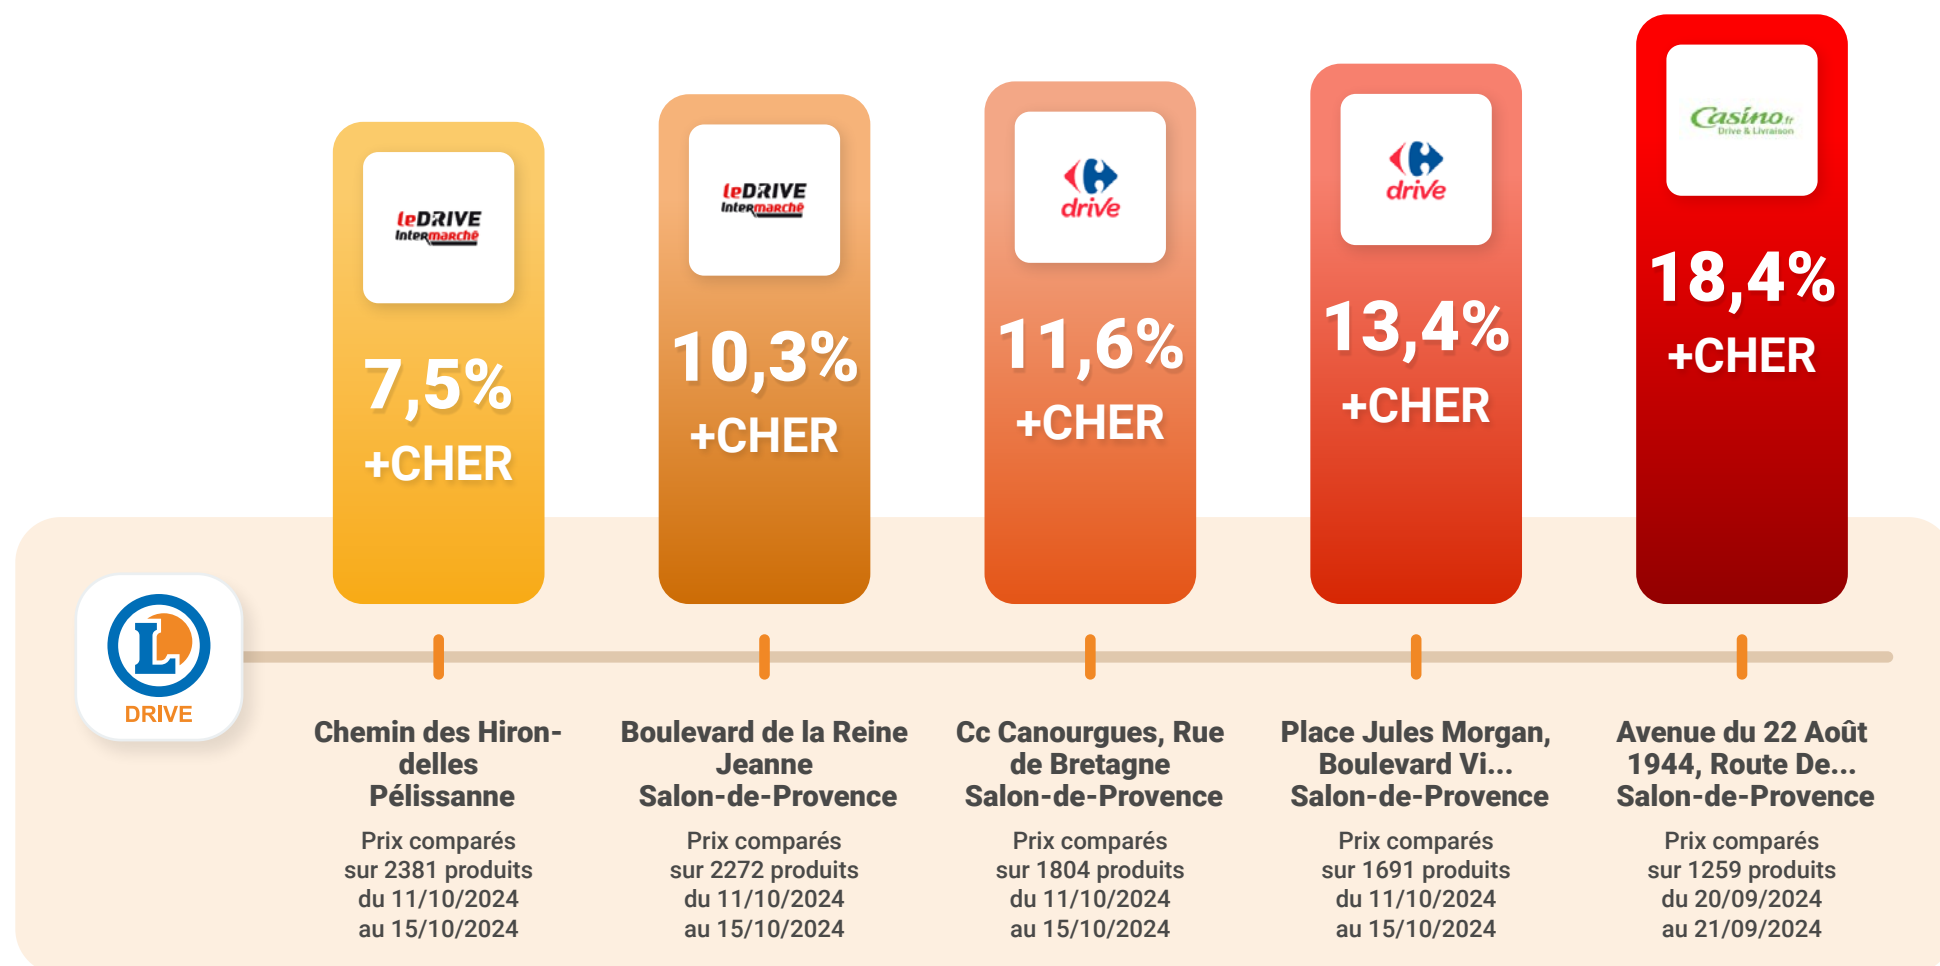 leDRIVE
Intermarché
7,5%
+CHER
leDRIVE
Intermarché
10,3%
+CHER
drive
11,6%
+CHER
drive
13,4%
+CHER
Casino.fr
Drive & Livraison
18,4%
+CHER
L
DRIVE
Chemin des Hiron-
delles
Pélissanne
Prix comparés
sur 2381 produits
du 11/10/2024
au 15/10/2024
Boulevard de la Reine
Jeanne
Salon-de-Provence
Prix comparés
sur 2272 produits
du 11/10/2024
au 15/10/2024
Cc Canourgues, Rue
de Bretagne
Salon-de-Provence
Prix comparés
sur 1804 produits
du 11/10/2024
au 15/10/2024
Place Jules Morgan,
Boulevard Vi...
Salon-de-Provence
Prix comparés
sur 1691 produits
du 11/10/2024
au 15/10/2024
Avenue du 22 Août
1944, Route De...
Salon-de-Provence
Prix comparés
sur 1259 produits
du 20/09/2024
au 21/09/2024